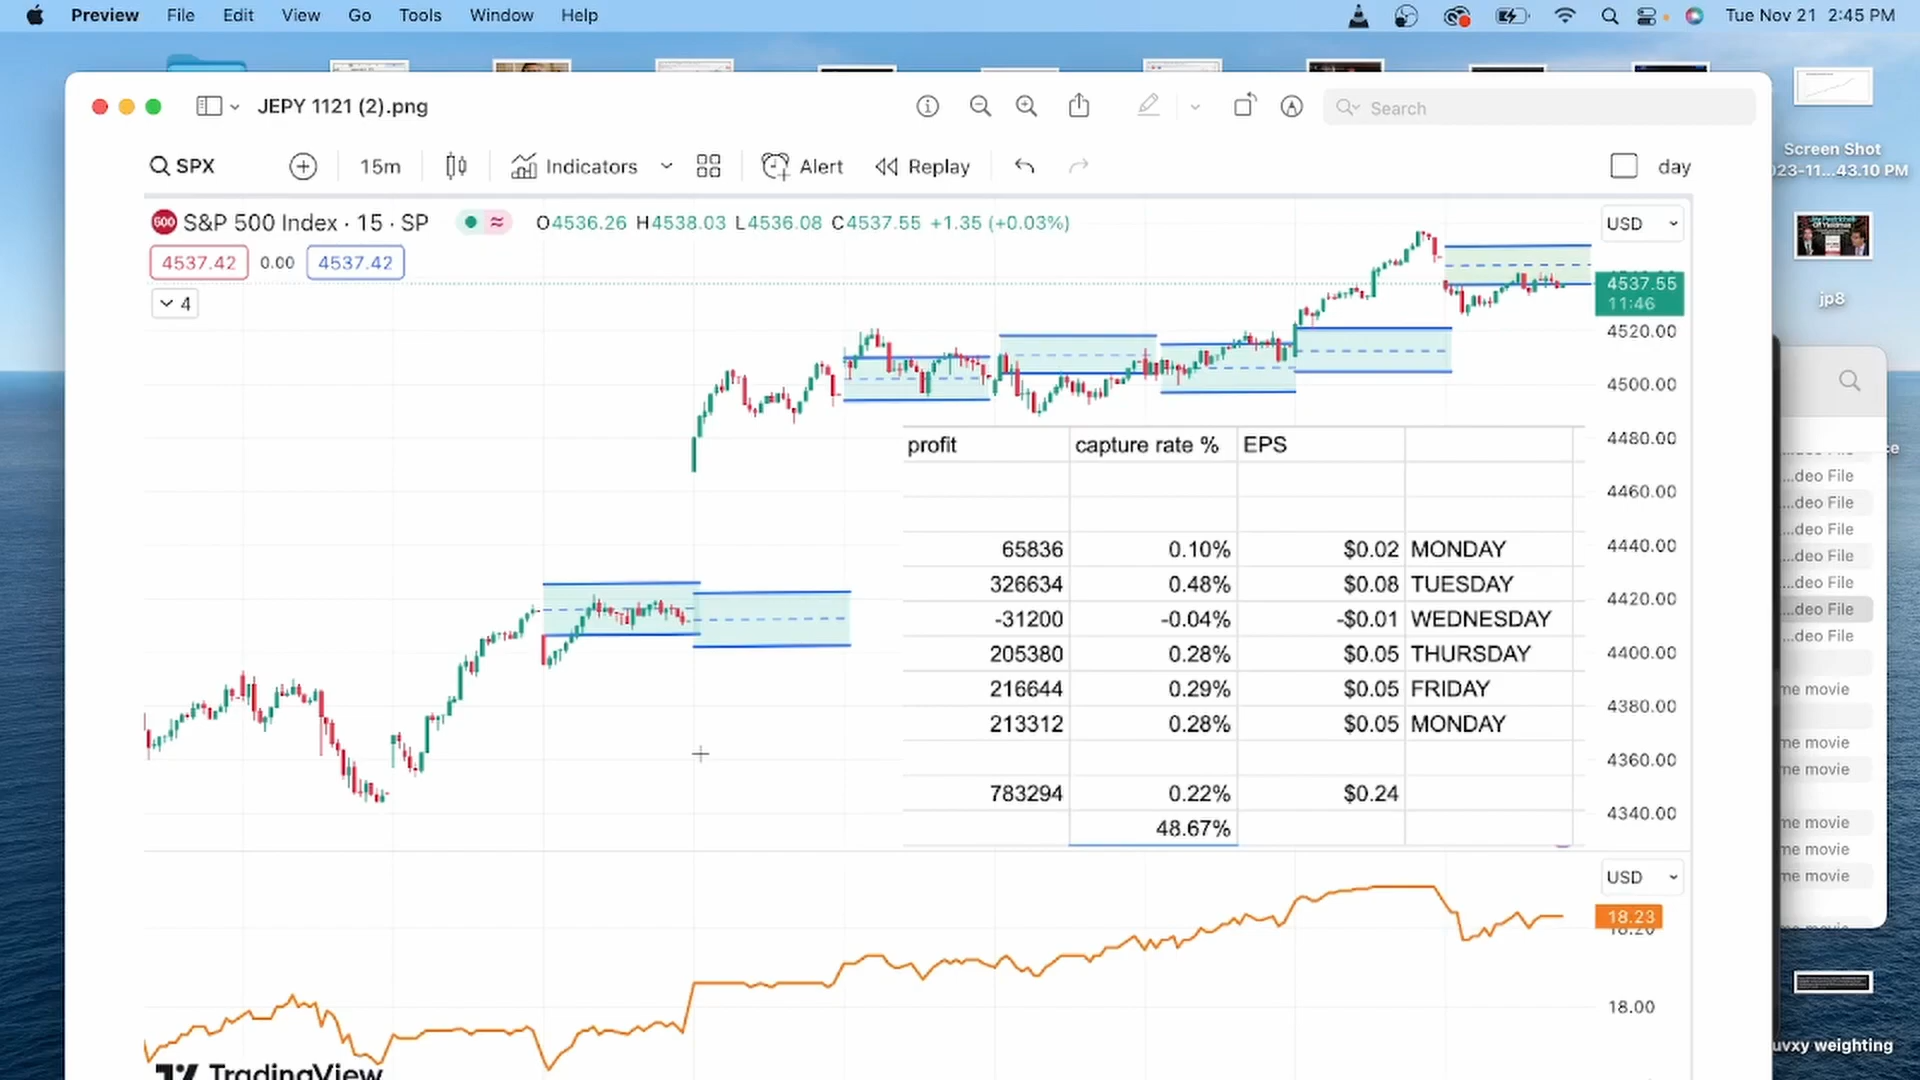 Preview File Edit View Go Tools Window Help Tue Nov 21 2:45 PM
JEPY 1121 (2).png Search
SPX 15m Indicators Alert Replay day
S&P 500 Index · 15 · SP O4536.26 H4538.03 L4536.08 C4537.55 +1.35 (+0.03%) USD
4537.42 0.00 4537.42
4
4537.55
11:46
4520.00
4500.00
4480.00
4460.00
4440.00
4420.00
4400.00
4380.00
4360.00
4340.00
profit capture rate % EPS
65836 0.10% $0.02 MONDAY
326634 0.48% $0.08 TUESDAY
-31200 -0.04% -$0.01 WEDNESDAY
205380 0.28% $0.05 THURSDAY
216644 0.29% $0.05 FRIDAY
213312 0.28% $0.05 MONDAY
783294 0.22% $0.24
48.67%
USD
18.23
18.20
18.00
TradingView
Screen Shot
023-11...43.10 PM
jp8
ce
...deo File
...deo File
...deo File
...deo File
...deo File
...deo File
...deo File
me movie
me movie
me movie
me movie
me movie
me movie
uvxy weighting